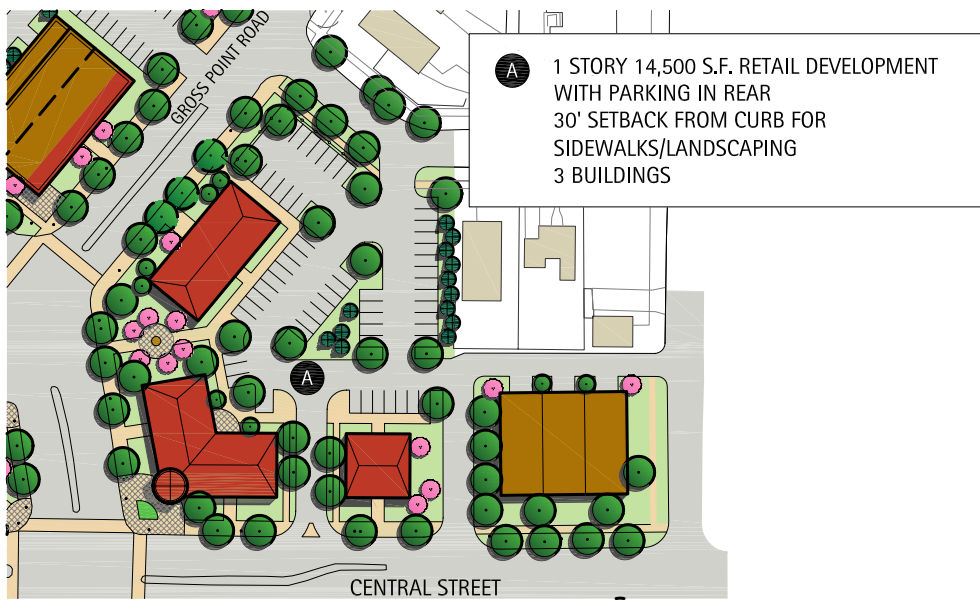 GROSS POINT ROAD
A
1 STORY 14,500 S.F. RETAIL DEVELOPMENT
WITH PARKING IN REAR
30' SETBACK FROM CURB FOR
SIDEWALKS/LANDSCAPING
3 BUILDINGS
A
CENTRAL STREET